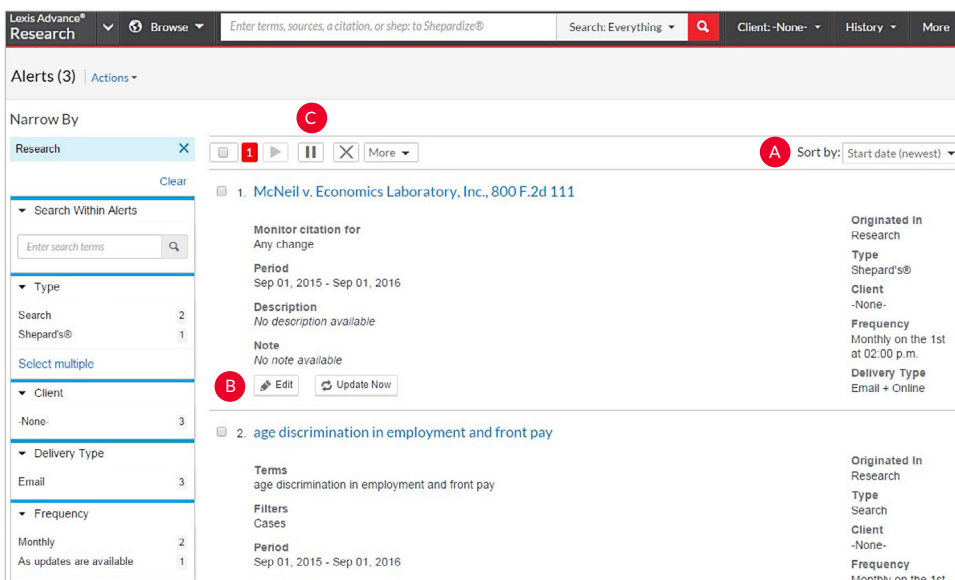 Lexis Advance®
Research
Browse
Enter terms, sources, a citation, or shep: to Shepardize®
Search: Everything
Client: -None-
History
More
Alerts (3)
Actions
Narrow By
Research
Clear
Search Within Alerts
Enter search terms
Type
Search 2
Shepard's® 1
Select multiple
Client
-None- 3
Delivery Type
Email 3
Frequency
Monthly 2
As updates are available 1
C
1
More
A
Sort by: Start date (newest)
1. McNeil v. Economics Laboratory, Inc., 800 F.2d 111
Monitor citation for
Any change
Period
Sep 01, 2015 - Sep 01, 2016
Description
No description available
Note
No note available
B
Edit
Update Now
Originated In
Research
Type
Shepard's®
Client
-None-
Frequency
Monthly on the 1st
at 02:00 p.m.
Delivery Type
Email + Online
2. age discrimination in employment and front pay
Terms
age discrimination in employment and front pay
Filters
Cases
Period
Sep 01, 2015 - Sep 01, 2016
Originated In
Research
Type
Search
Client
-None-
Frequency
Monthly on the 1st